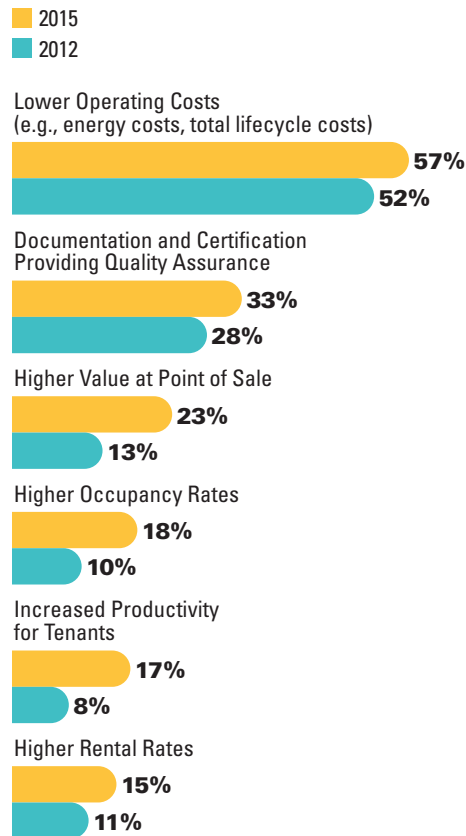 2015
2012
Lower Operating Costs
(e.g., energy costs, total lifecycle costs)
57%
52%
Documentation and Certification
Providing Quality Assurance
33%
28%
Higher Value at Point of Sale
23%
13%
Higher Occupancy Rates
18%
10%
Increased Productivity
for Tenants
17%
8%
Higher Rental Rates
15%
11%